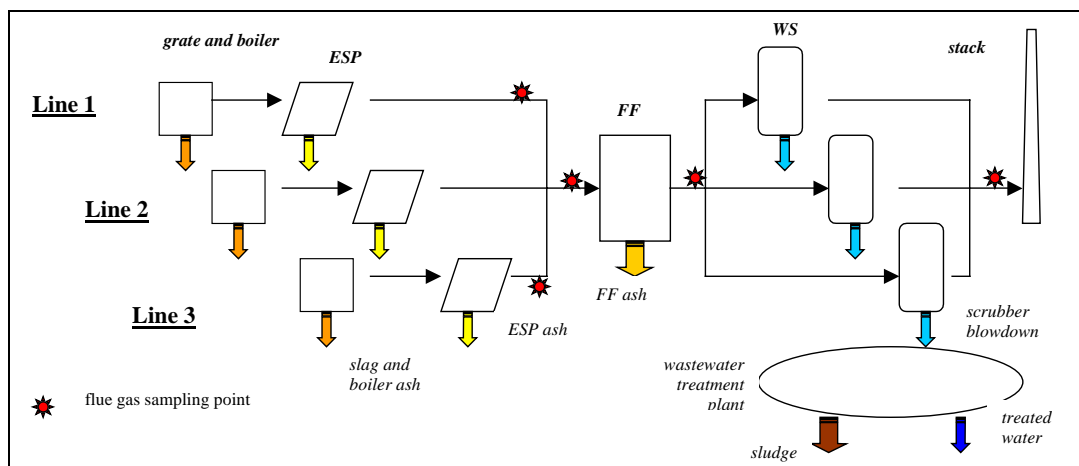 grate and boiler
ESP
WS
stack
Line 1
FF
Line 2
Line 3
FF ash
ESP ash
slag and
boiler ash
scrubber
blowdown
wastewater
treatment
plant
flue gas sampling point
sludge
treated
water